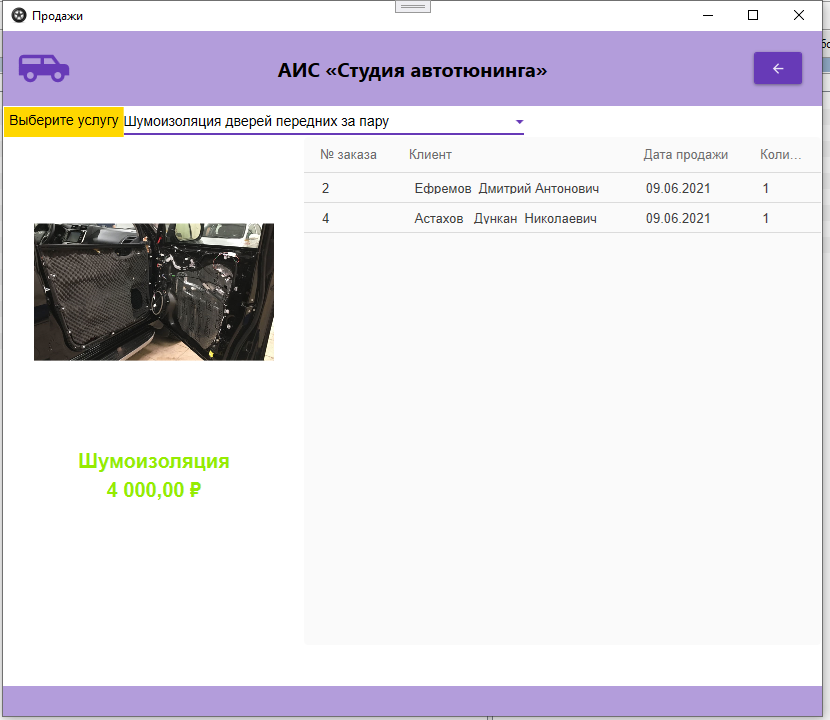 Продажи
АИС «Студия автотюнинга»
Выберите услугу Шумоизоляция дверей передних за пару
№ заказа Клиент Дата продажи Коли...
2 Ефремов Дмитрий Антонович 09.06.2021 1
4 Астахов Дункан Николаевич 09.06.2021 1
Шумоизоляция
4 000,00 ₽